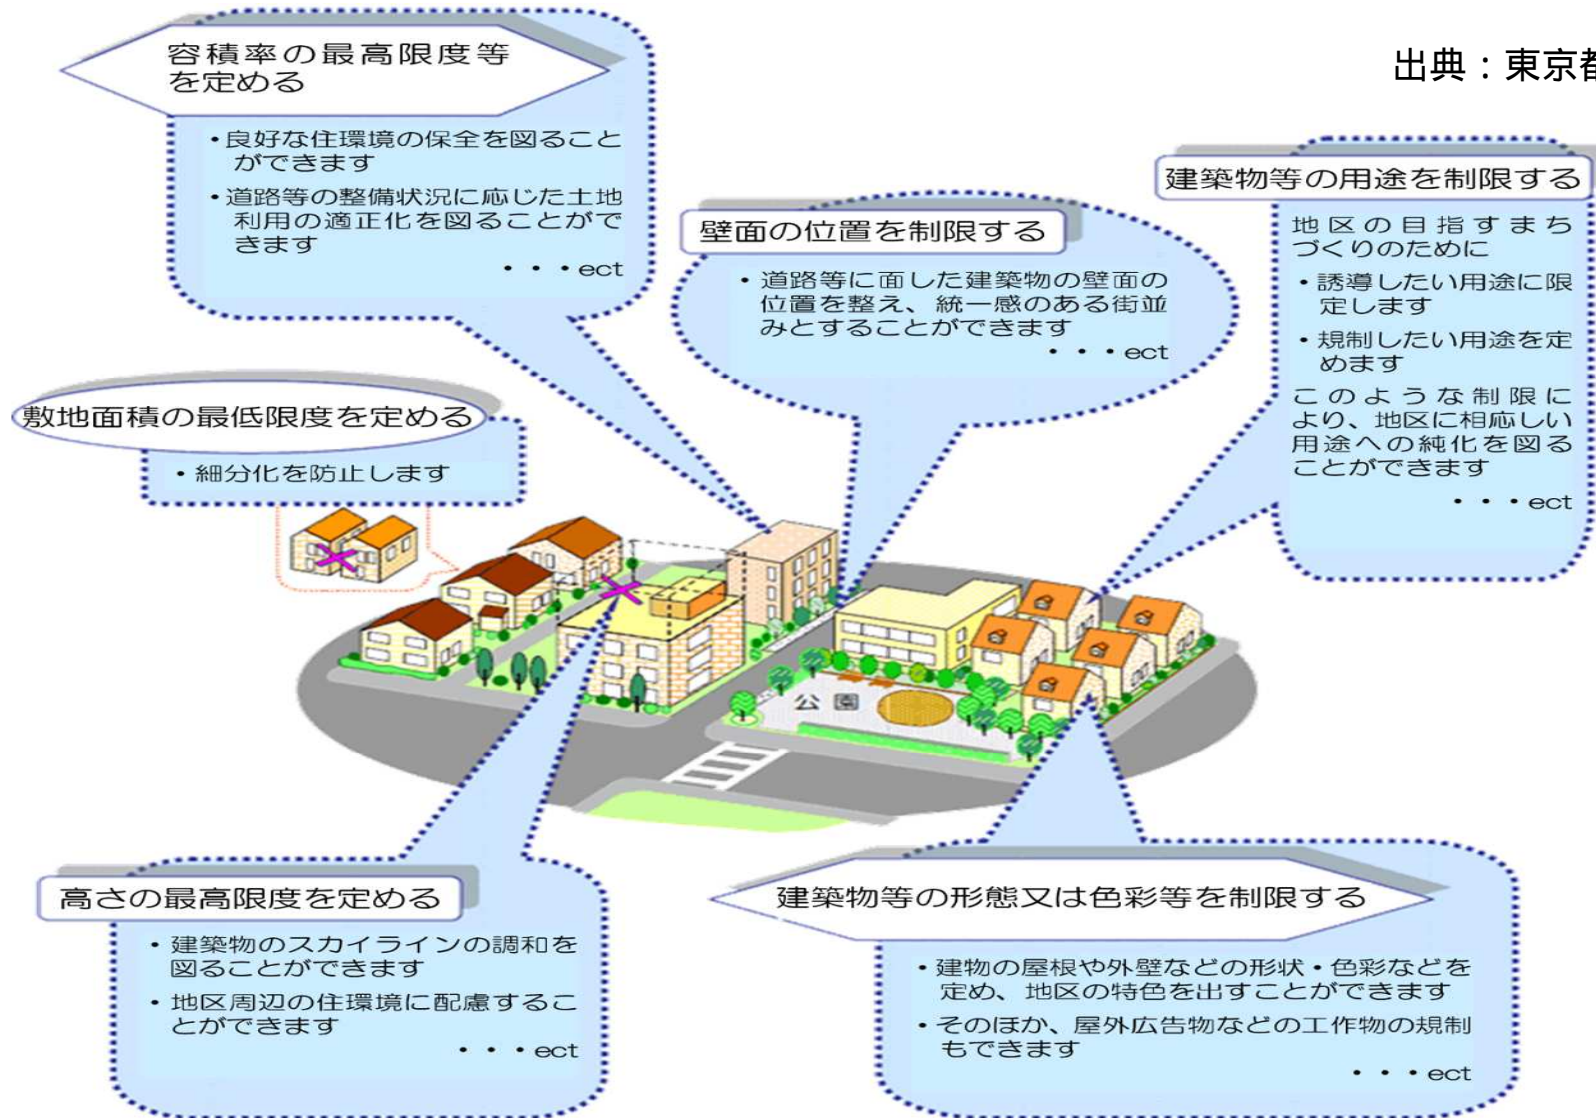 出典：東京都
容積率の最高限度等
を定める
・良好な住環境の保全を図ること
ができます
・道路等の整備状況に応じた土地
利用の適正化を図ることがで
きます
・・・ect
壁面の位置を制限する
・道路等に面した建築物の壁面の
位置を整え、統一感のある街並
みとすることができます
・・・ect
建築物等の用途を制限する
地区の目指すまち
づくりのために
・誘導したい用途に限
定します
・規制したい用途を定
めます
このような制限に
より、地区に相応しい
用途への純化を図る
ことができます
・・・ect
敷地面積の最低限度を定める
・細分化を防止します
公園
高さの最高限度を定める
・建築物のスカイラインの調和を
図ることができます
・地区周辺の住環境に配慮するこ
とができます
・・・ect
建築物等の形態又は色彩等を制限する
・建物の屋根や外壁などの形状・色彩などを
定め、地区の特色を出すことができます
・そのほか、屋外広告物などの工作物の規制
もできます
・・・ect